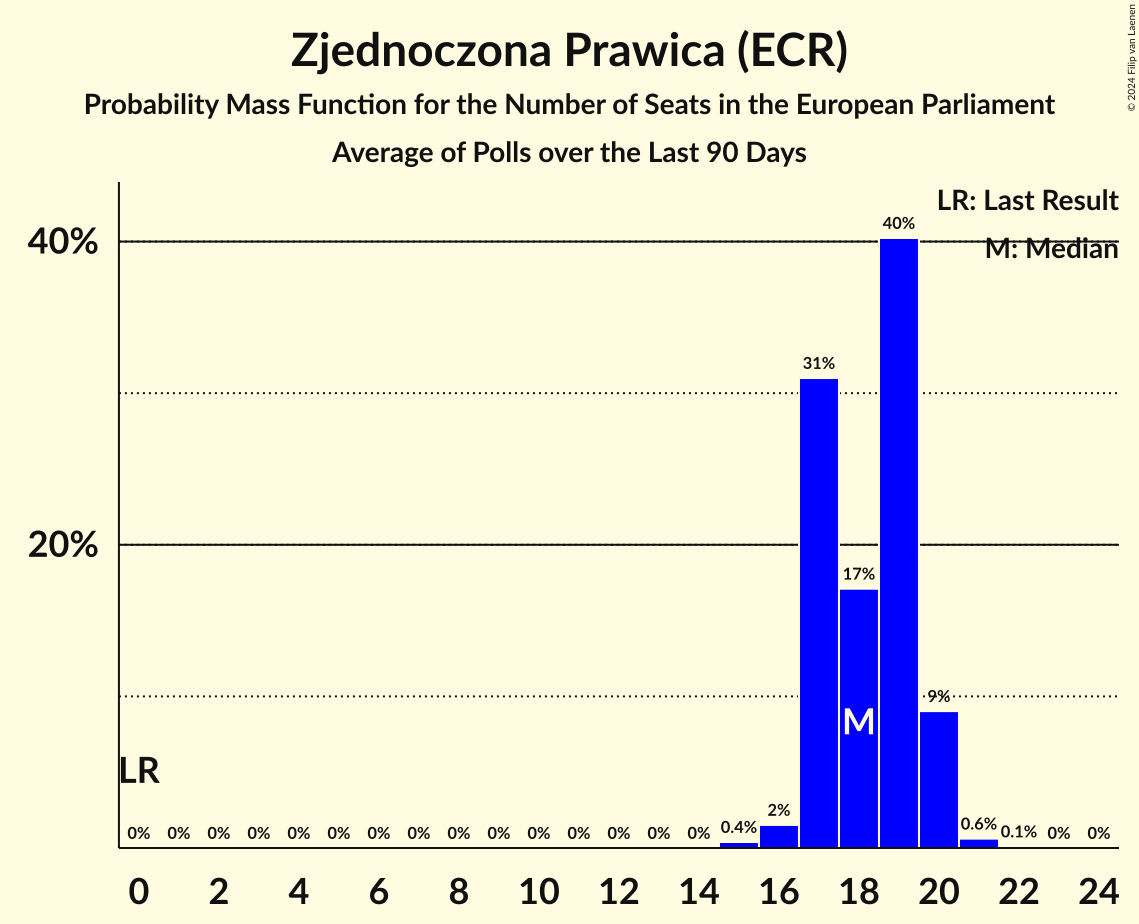 Zjednoczona Prawica (ECR)
Probability Mass Function for the Number of Seats in the European Parliament
Average of Polls over the Last 90 Days
© 2024 Filip van Laenen
LR: Last Result
M: Median
40%
20%
40%
31%
17%
9%
M
LR
0% 0% 0% 0% 0% 0% 0% 0% 0% 0% 0% 0% 0% 0% 0% 0.4% 2% 0.6% 0.1% 0% 0%
0 2 4 6 8 10 12 14 16 18 20 22 24